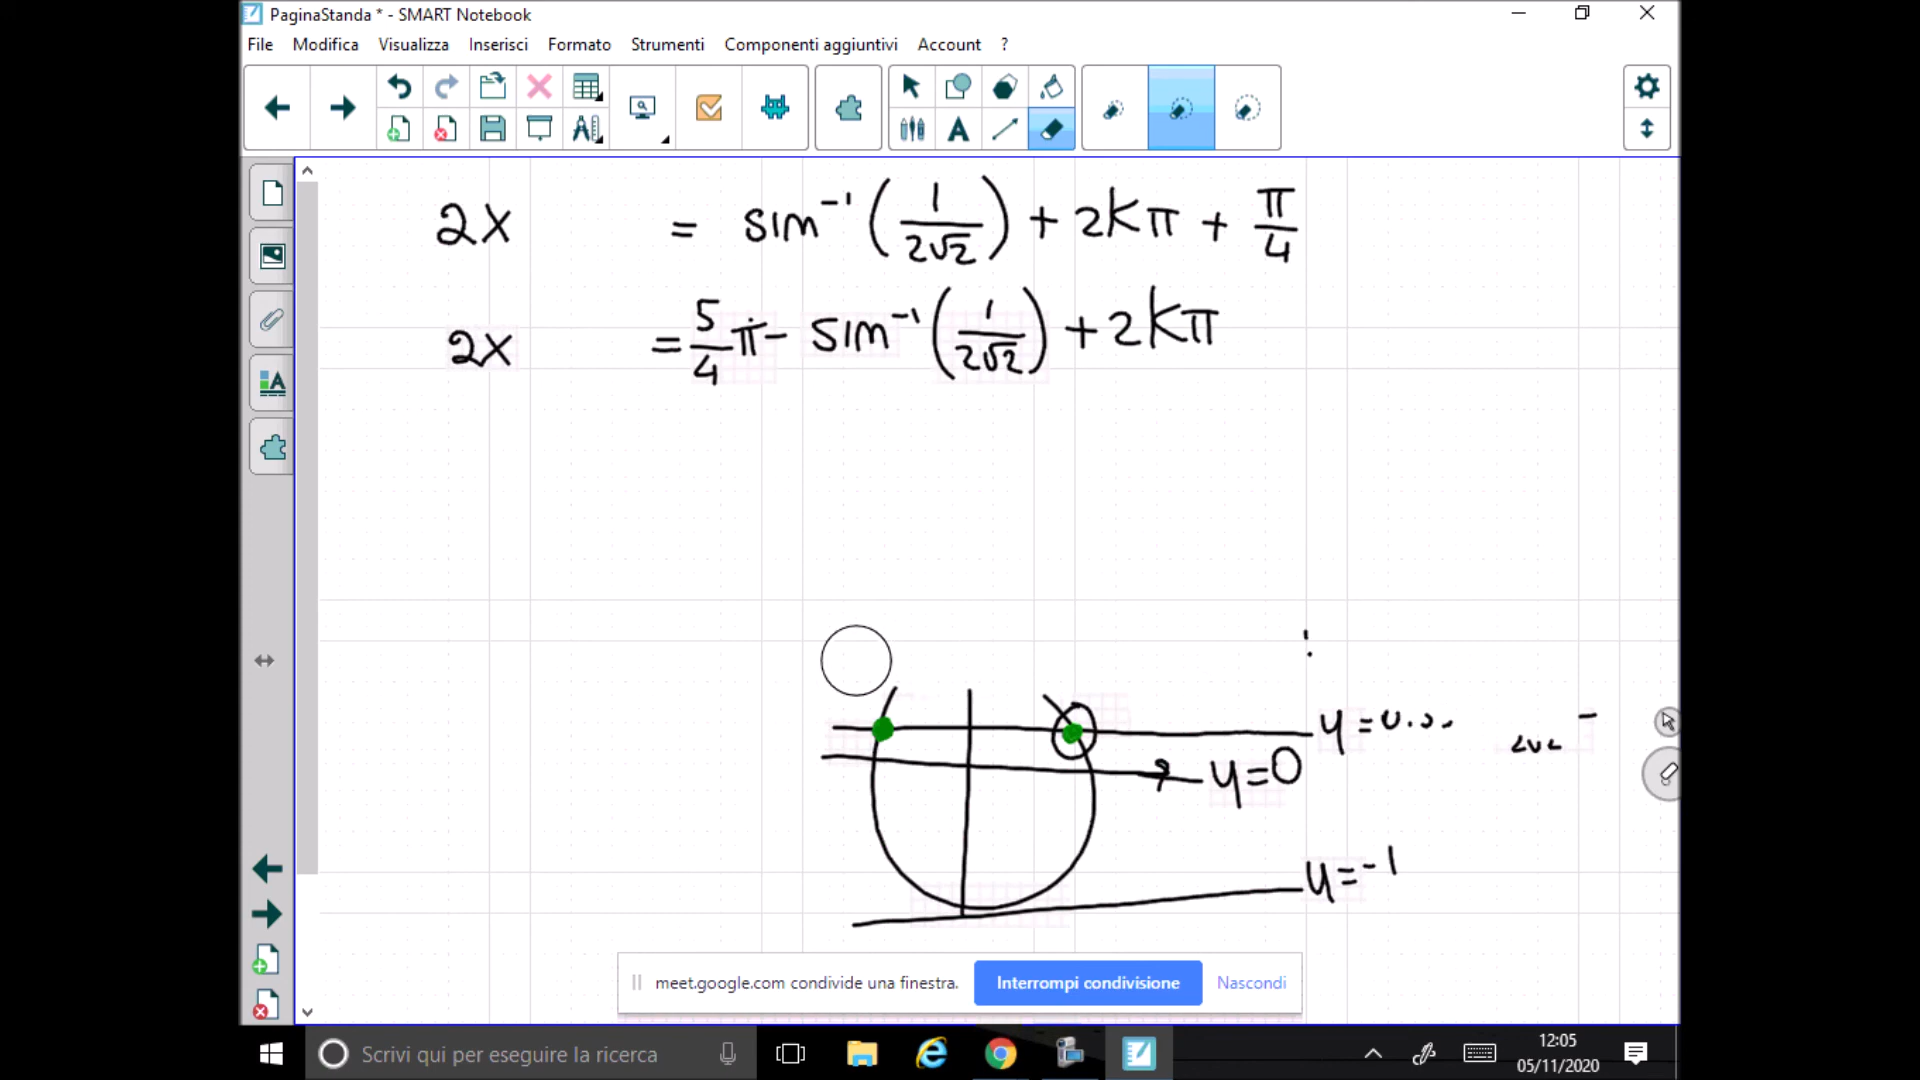 PaginaStanda * - SMART Notebook
File Modifica Visualizza Inserisci Formato Strumenti Componenti aggiuntivi Account ?
2x = sin⁻¹(1/2√2) + 2kπ + π/4
2x = 5/4 π - sin⁻¹(1/2√2) + 2kπ
y=0
y=-1
meet.google.com condivide una finestra. Interrompi condivisione Nascondi
Scrivi qui per eseguire la ricerca
12:05
05/11/2020